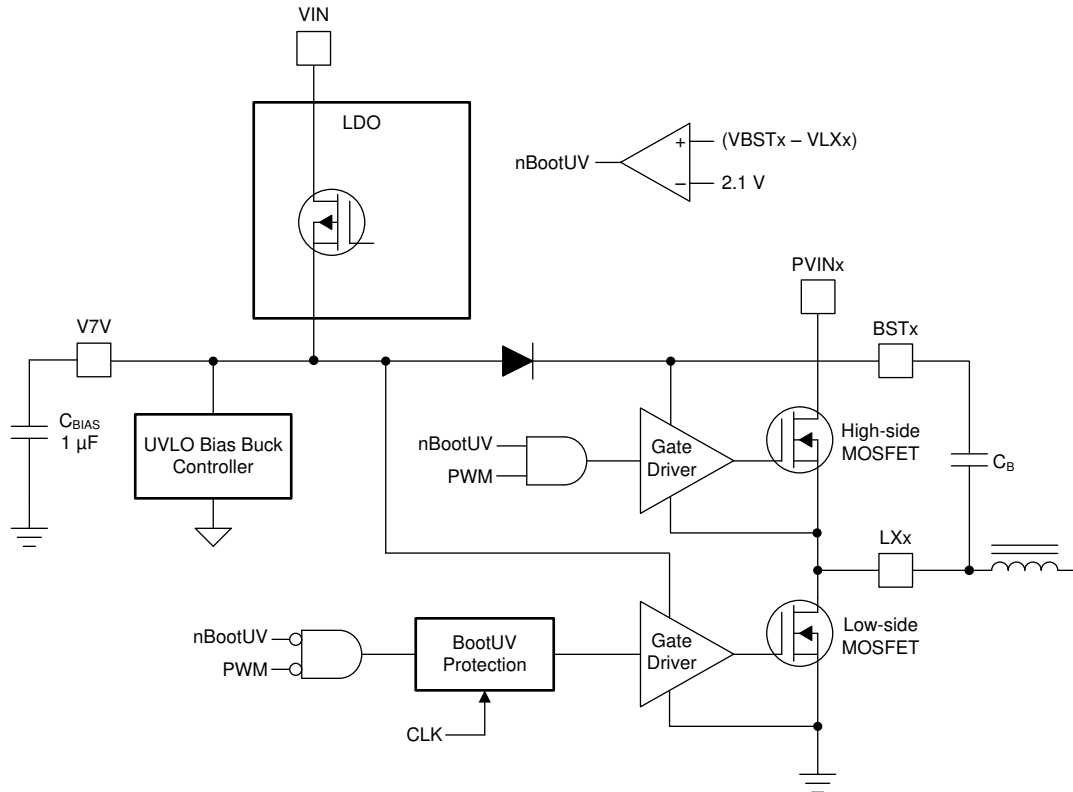 VIN
LDO
nBootUV
+
(VBSTx – VLXx)
–
2.1 V
PVINx
V7V
BSTx
CBIAS
1 µF
UVLO Bias Buck
Controller
nBootUV
PWM
Gate
Driver
High-side
MOSFET
CB
LXx
nBootUV
PWM
BootUV
Protection
Gate
Driver
Low-side
MOSFET
CLK